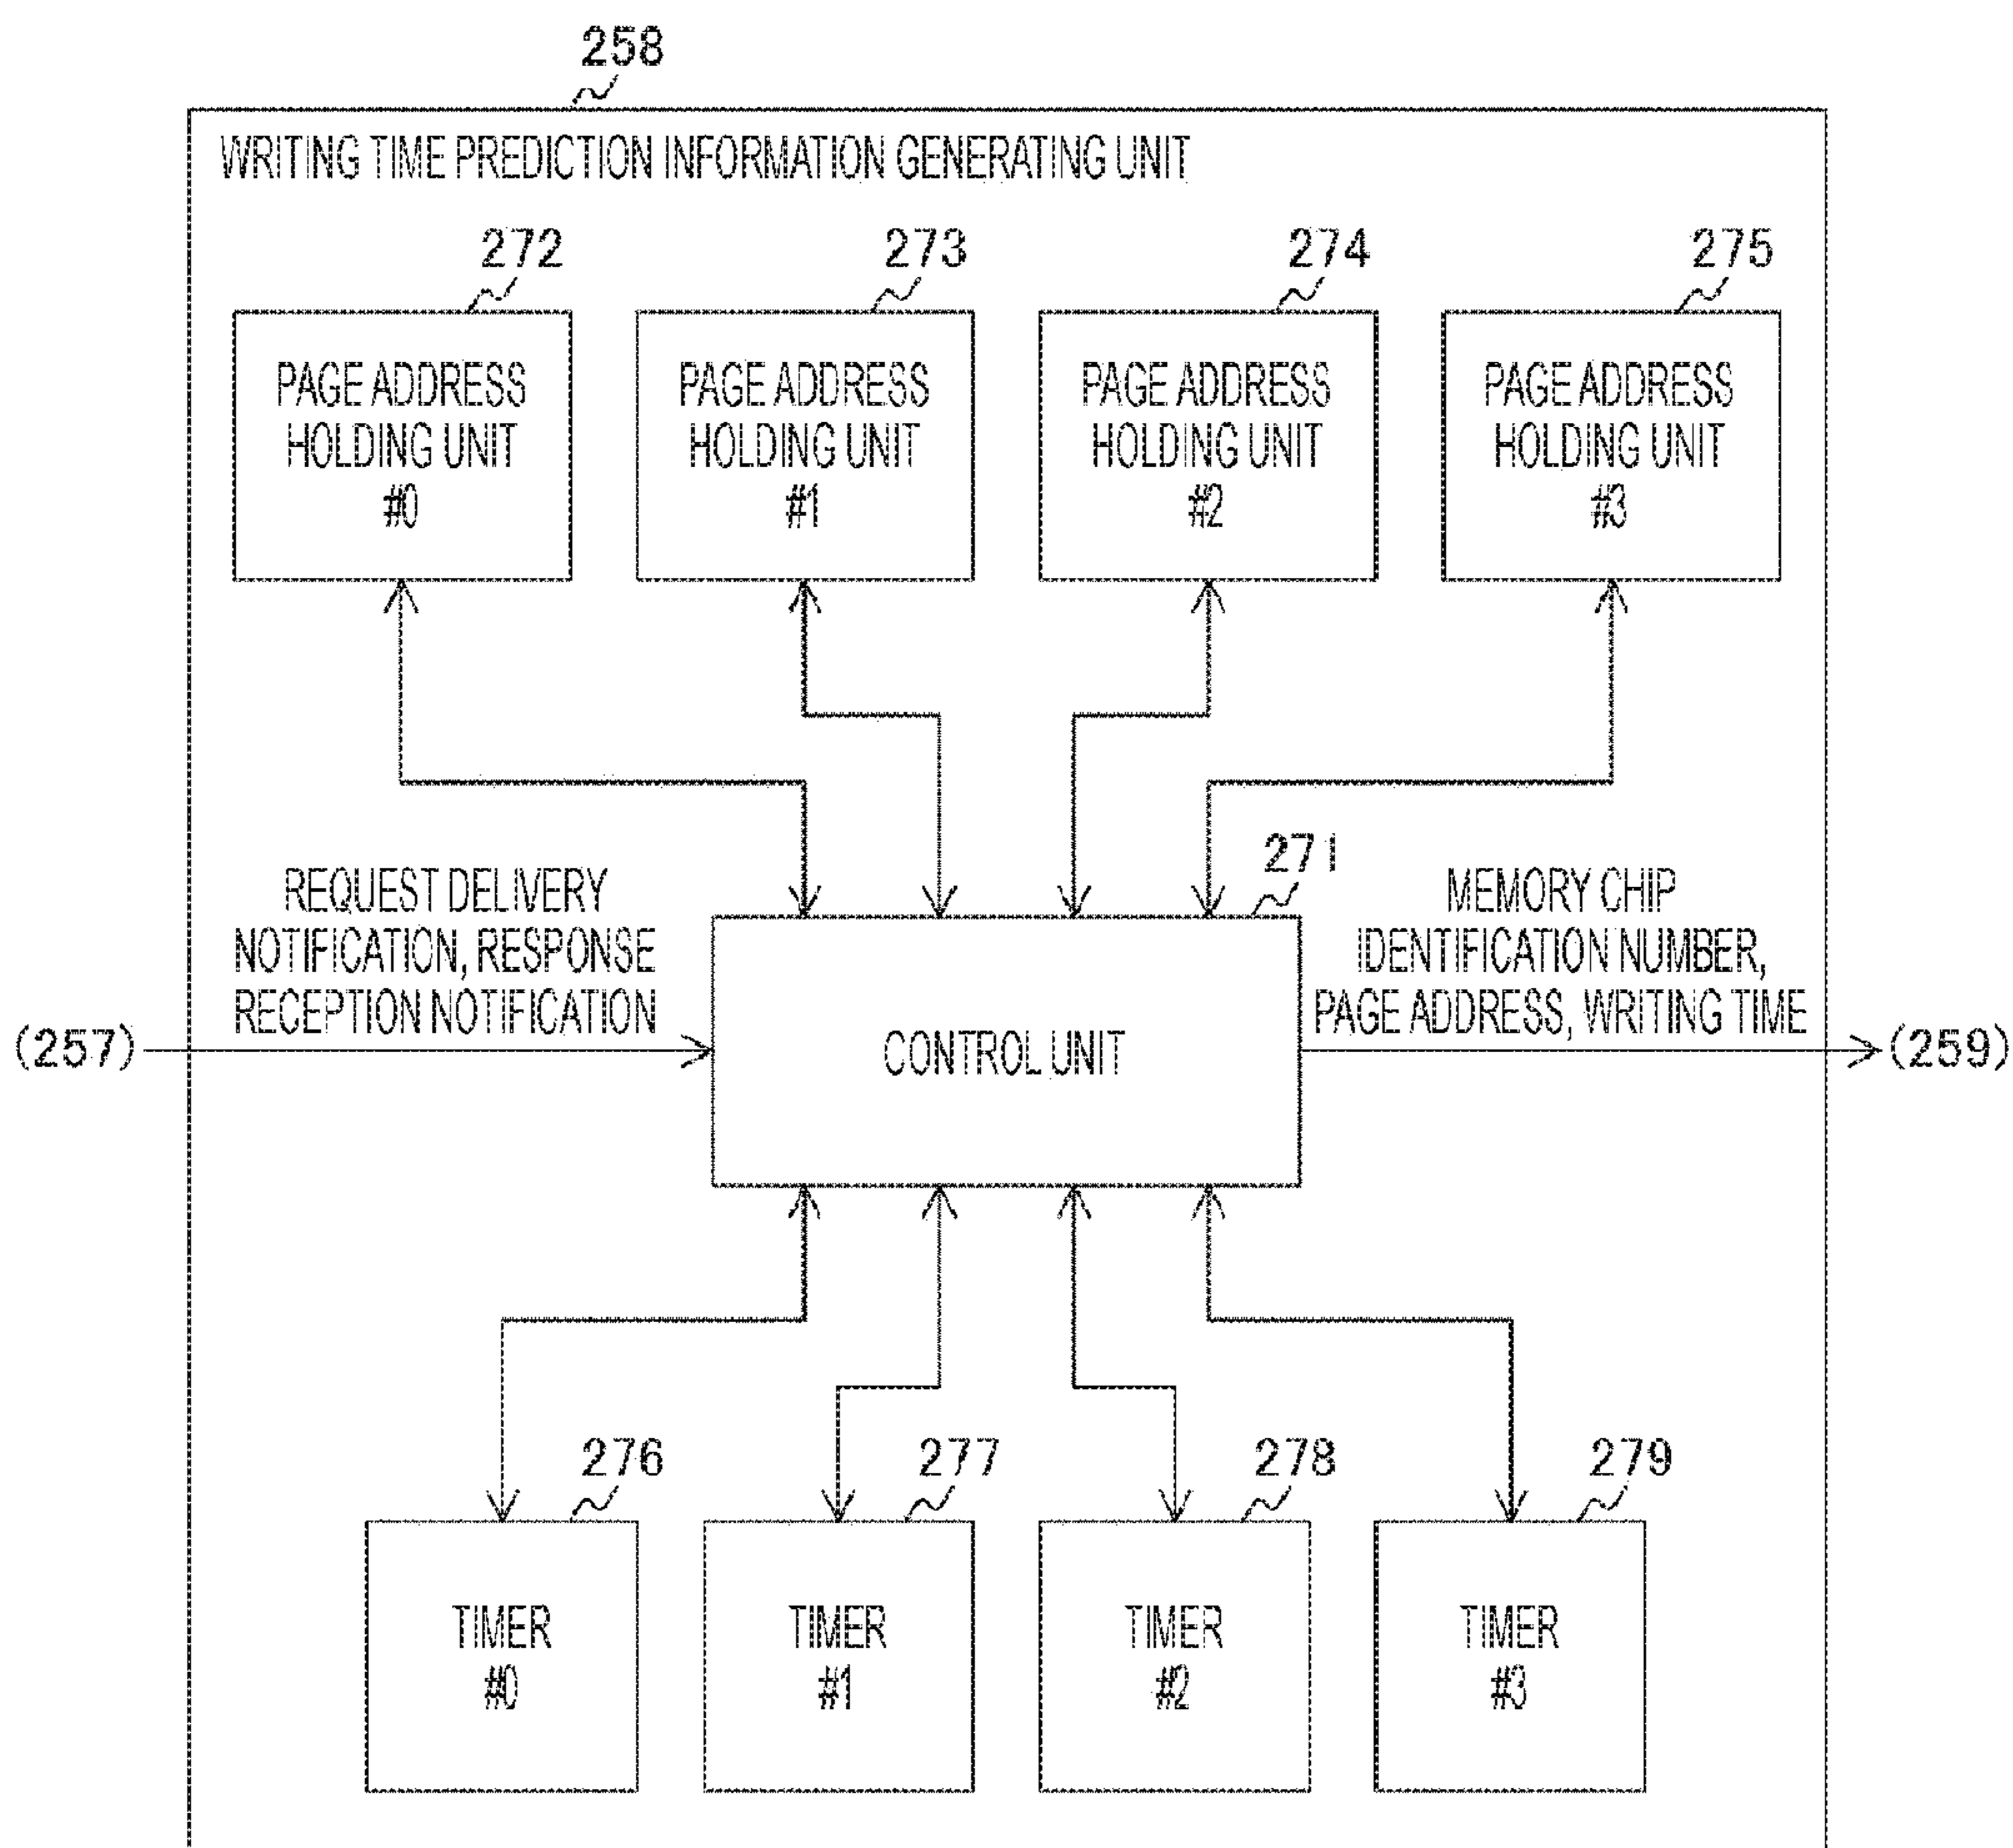 258
WRITING TIME PREDICTION INFORMATION GENERATING UNIT
272
273
274
275
PAGE ADDRESS
HOLDING UNIT
#0
PAGE ADDRESS
HOLDING UNIT
#1
PAGE ADDRESS
HOLDING UNIT
#2
PAGE ADDRESS
HOLDING UNIT
#3
REQUEST DELIVERY
NOTIFICATION, RESPONSE
RECEPTION NOTIFICATION
(257)
271
CONTROL UNIT
MEMORY CHIP
IDENTIFICATION NUMBER,
PAGE ADDRESS, WRITING TIME
(259)
276
277
278
279
TIMER
#0
TIMER
#1
TIMER
#2
TIMER
#3